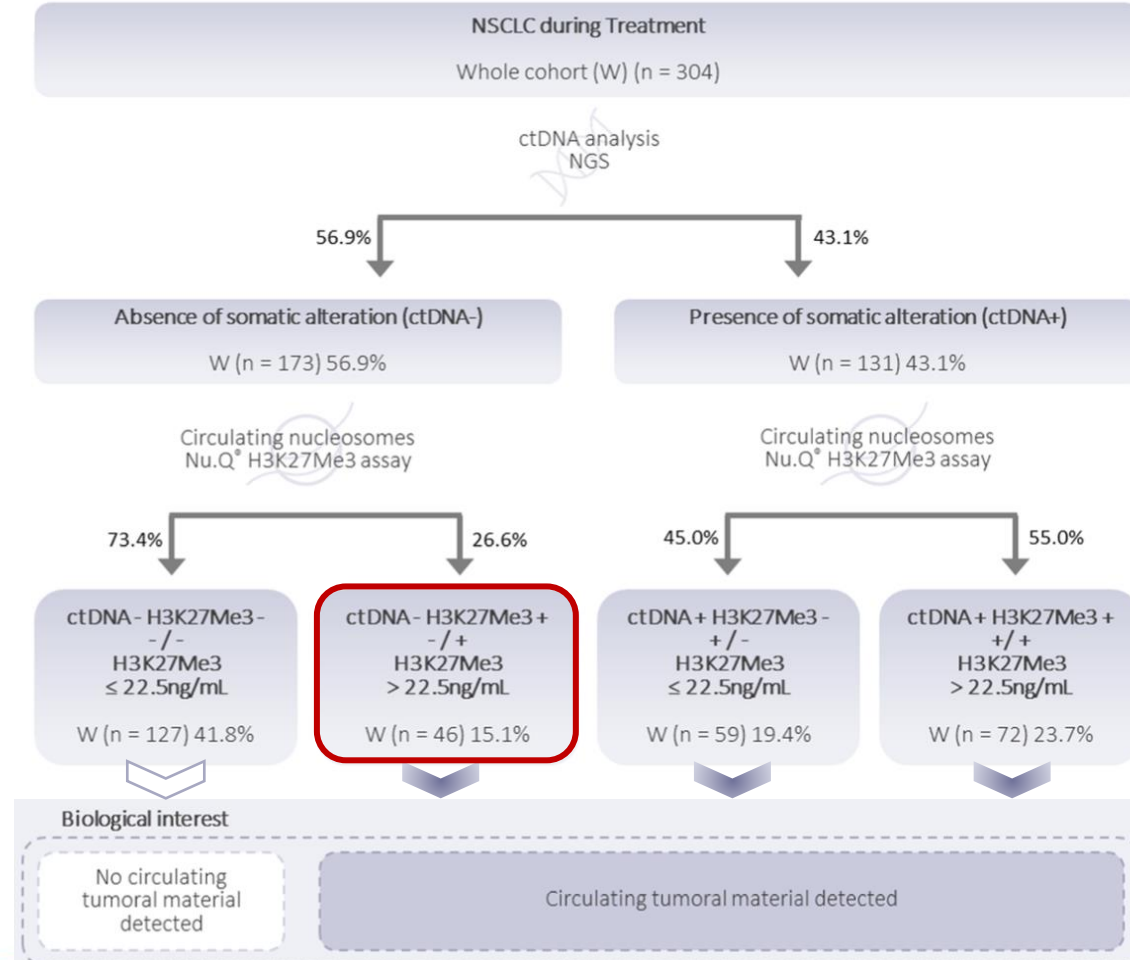 NSCLC during Treatment
Whole cohort (W) (n = 304)
ctDNA analysis
NGS
56.9%
43.1%
Absence of somatic alteration (ctDNA-)
W (n = 173) 56.9%
Presence of somatic alteration (ctDNA+)
W (n = 131) 43.1%
Circulating nucleosomes
Nu.Q® H3K27Me3 assay
Circulating nucleosomes
Nu.Q® H3K27Me3 assay
73.4%
26.6%
45.0%
55.0%
ctDNA - H3K27Me3 -
- / -
H3K27Me3
≤ 22.5ng/mL
W (n = 127) 41.8%
ctDNA - H3K27Me3 +
- / +
H3K27Me3
> 22.5ng/mL
W (n = 46) 15.1%
ctDNA + H3K27Me3 -
+ / -
H3K27Me3
≤ 22.5ng/mL
W (n = 59) 19.4%
ctDNA + H3K27Me3 +
+ / +
H3K27Me3
> 22.5ng/mL
W (n = 72) 23.7%
Biological interest
No circulating
tumoral material
detected
Circulating tumoral material detected